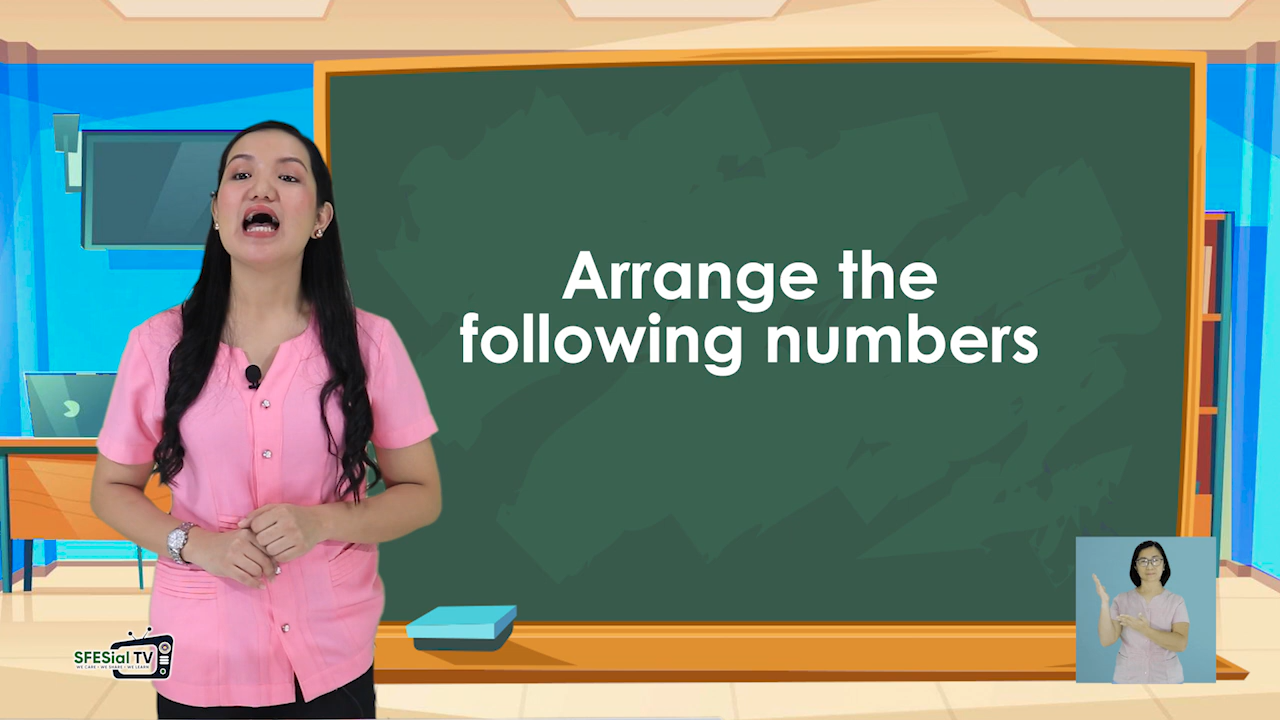 Arrange the
following numbers
SFESial TV
WE CARE • WE SHARE • WE LEARN